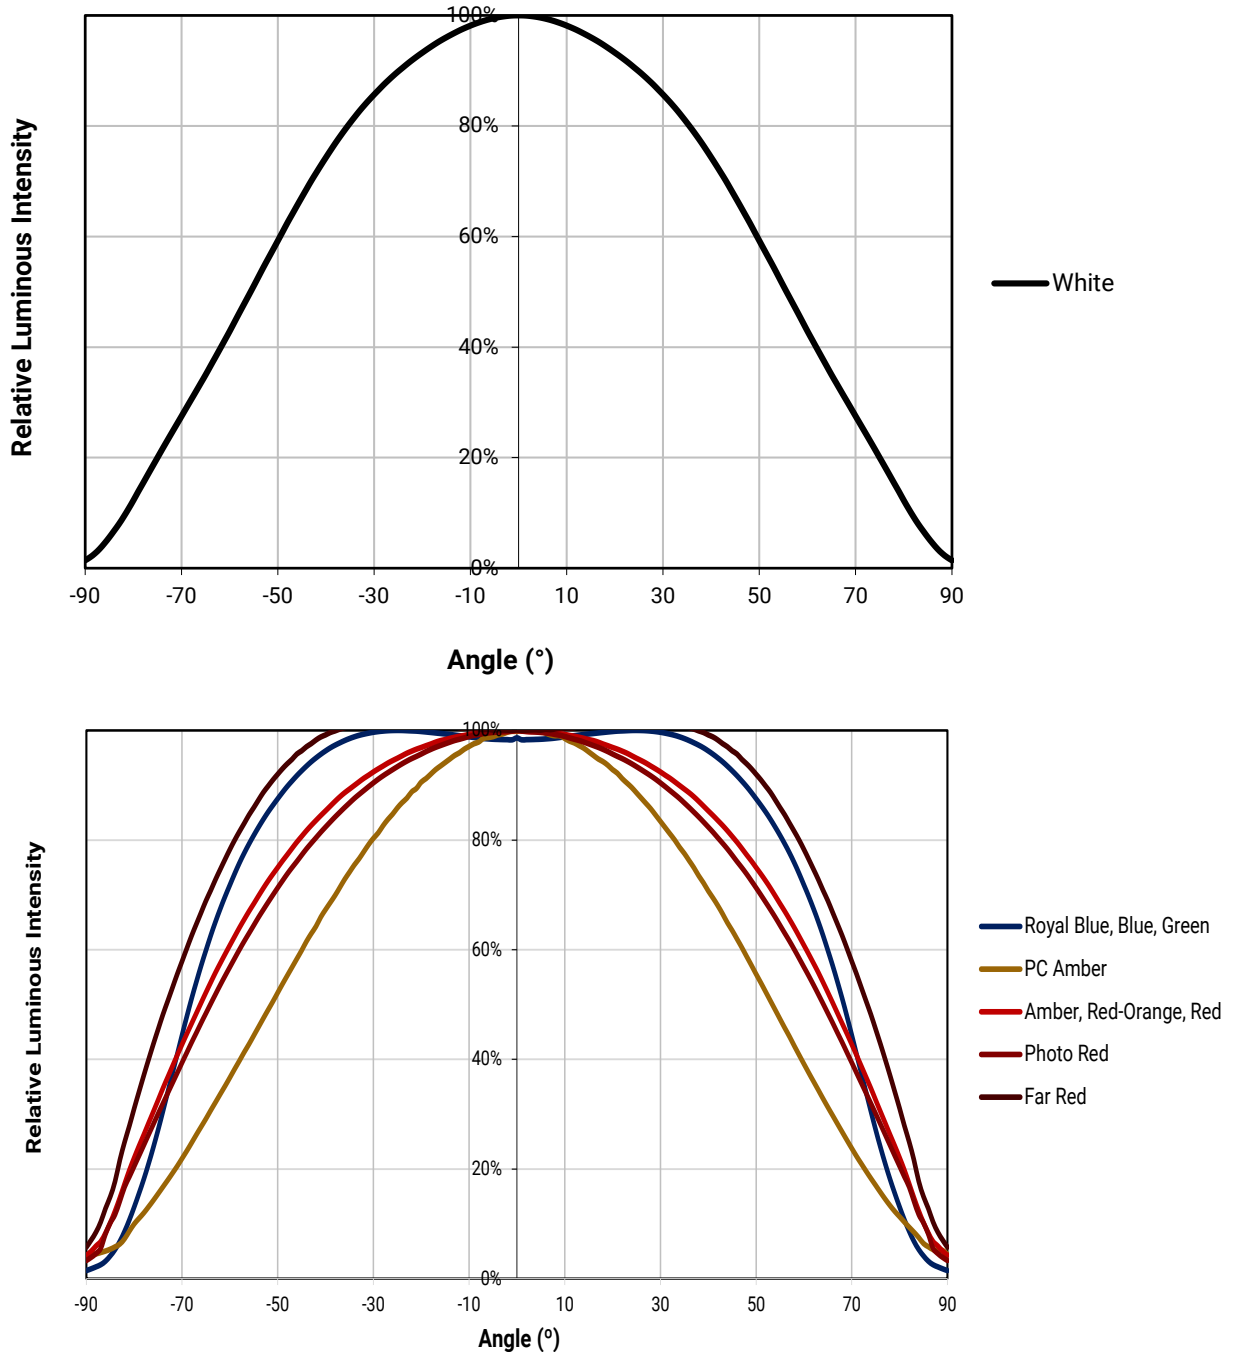 100%
80%
60%
40%
20%
0%
-90 -70 -50 -30 -10 10 30 50 70 90
Relative Luminous Intensity
Angle (°)
White
100%
80%
60%
40%
20%
0%
-90 -70 -50 -30 -10 10 30 50 70 90
Relative Luminous Intensity
Angle (º)
Royal Blue, Blue, Green
PC Amber
Amber, Red-Orange, Red
Photo Red
Far Red